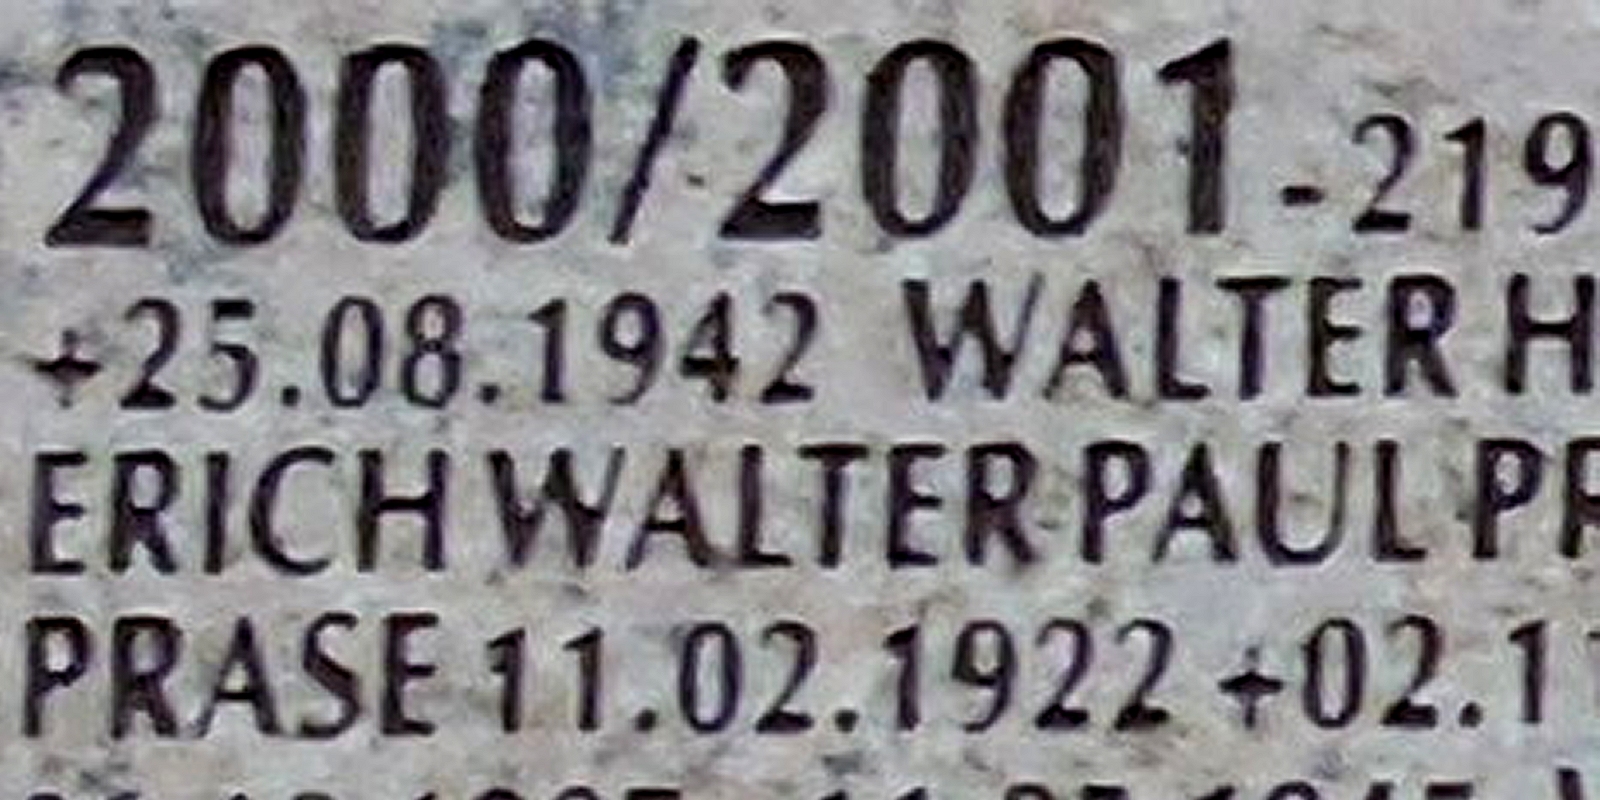 2000/2001 - 219
+25.08.1942 WALTER H
ERICH WALTER PAUL PR
PRASE 11.02.1922 +02.1